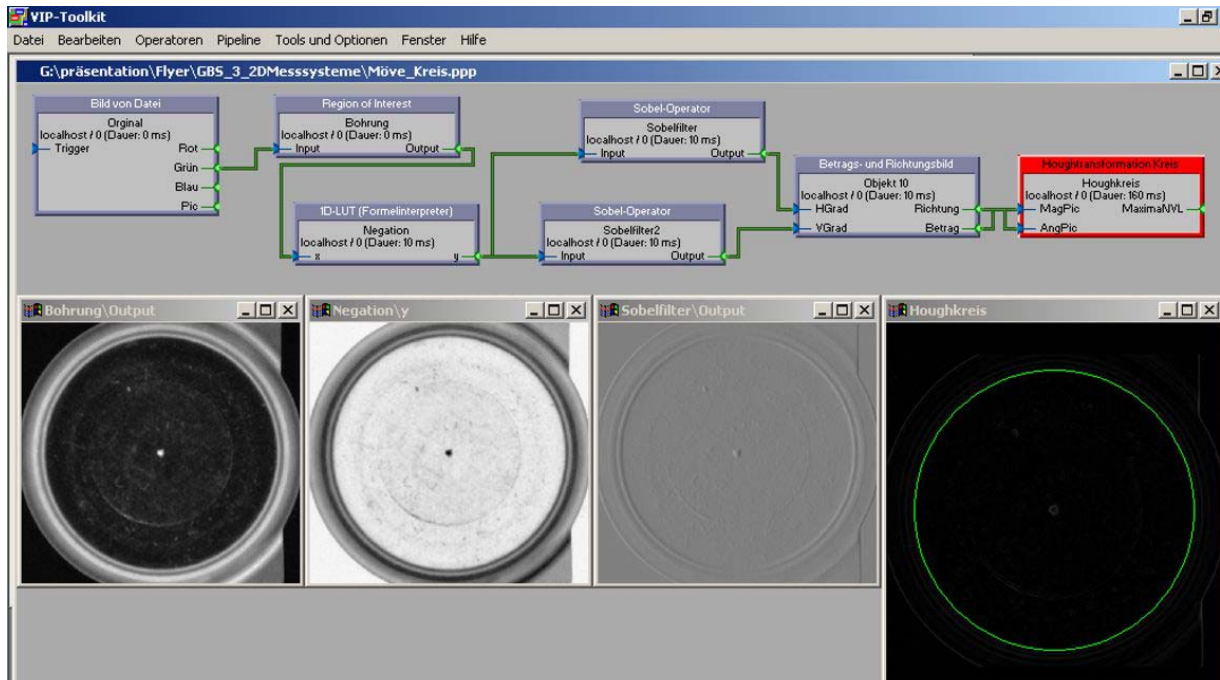 VIP-Toolkit
Datei Bearbeiten Operatoren Pipeline Tools und Optionen Fenster Hilfe
G:\präsentation\Flyer\GBS_3_2DMesssysteme\Möve_Kreis.ppp
Bild von Datei
Orginal
localhost / 0 (Dauer: 0 ms)
Trigger Rot
Grün
Blau
Pic
Region of Interest
Bohrung
localhost / 0 (Dauer: 0 ms)
Input Output
1D-LUT (Formelinterpreter)
Negation
localhost / 0 (Dauer: 10 ms)
x y
Sobel-Operator
Sobelfilter
localhost / 0 (Dauer: 10 ms)
Input Output
Sobel-Operator
Sobelfilter2
localhost / 0 (Dauer: 10 ms)
Input Output
Betrags- und Richtungsbild
Objekt 10
localhost / 0 (Dauer: 10 ms)
HGrad Richtung
VGrad Betrag
Houghtransformation Kreis
Houghkreis
localhost / 0 (Dauer: 160 ms)
MagPic MaximaNVL
AngPic
Bohrung\Output
Negation\y
Sobelfilter\Output
Houghkreis